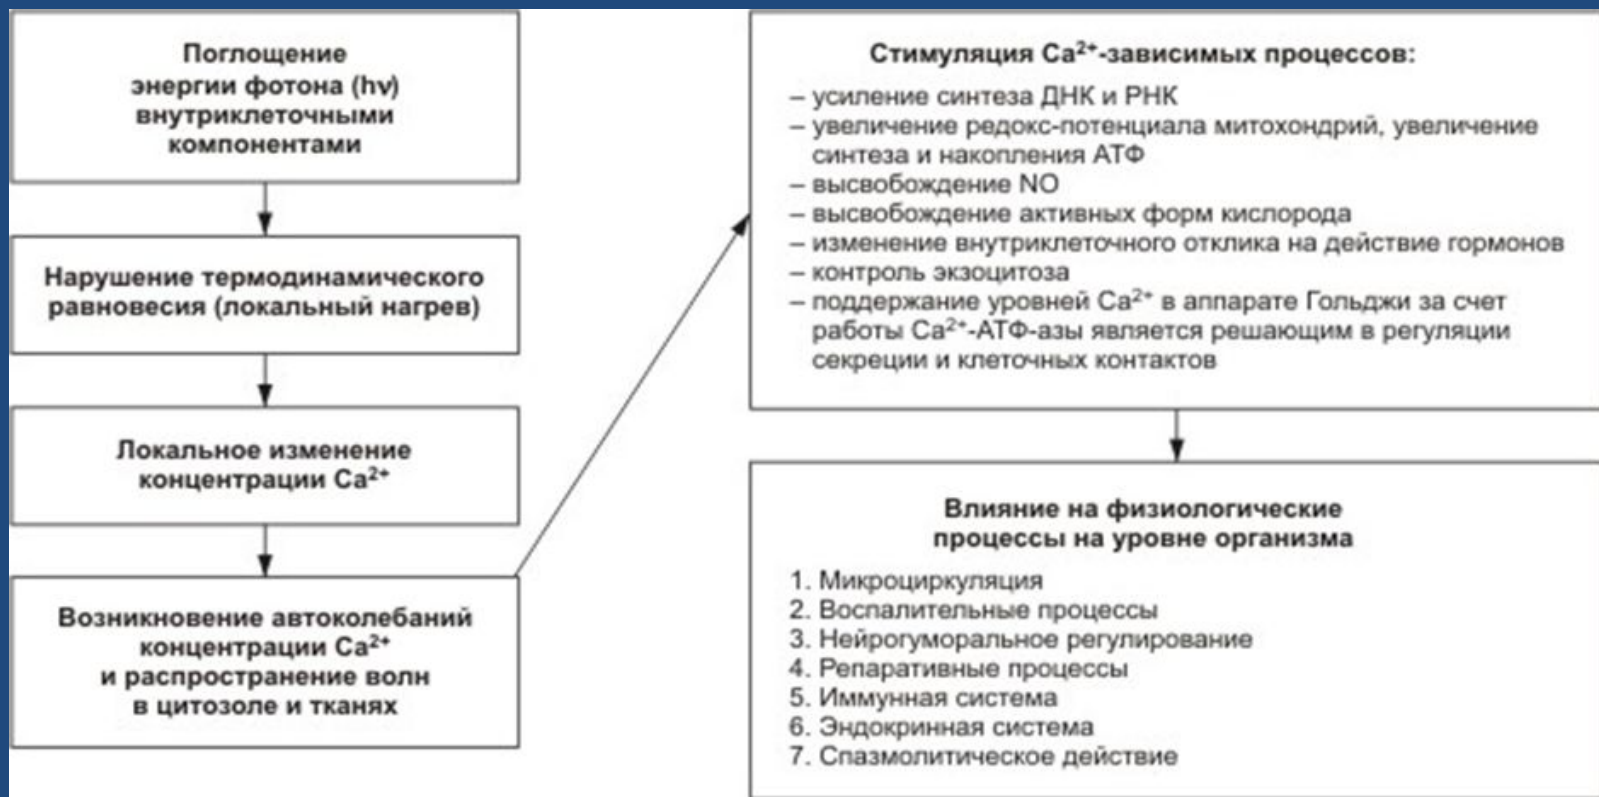 Поглощение
энергии фотона (hν)
внутриклеточными
компонентами
Нарушение термодинамического
равновесия (локальный нагрев)
Локальное изменение
концентрации Ca²⁺
Возникновение автоколебаний
концентрации Ca²⁺
и распространение волн
в цитозоле и тканях
Стимуляция Ca²⁺-зависимых процессов:
– усиление синтеза ДНК и РНК
– увеличение редокс-потенциала митохондрий, увеличение
синтеза и накопления АТФ
– высвобождение NO
– высвобождение активных форм кислорода
– изменение внутриклеточного отклика на действие гормонов
– контроль экзоцитоза
– поддержание уровней Ca²⁺ в аппарате Гольджи за счет
работы Ca²⁺-АТФ-азы является решающим в регуляции
секреции и клеточных контактов
Влияние на физиологические
процессы на уровне организма
1. Микроциркуляция
2. Воспалительные процессы
3. Нейрогуморальное регулирование
4. Репаративные процессы
5. Иммунная система
6. Эндокринная система
7. Спазмолитическое действие